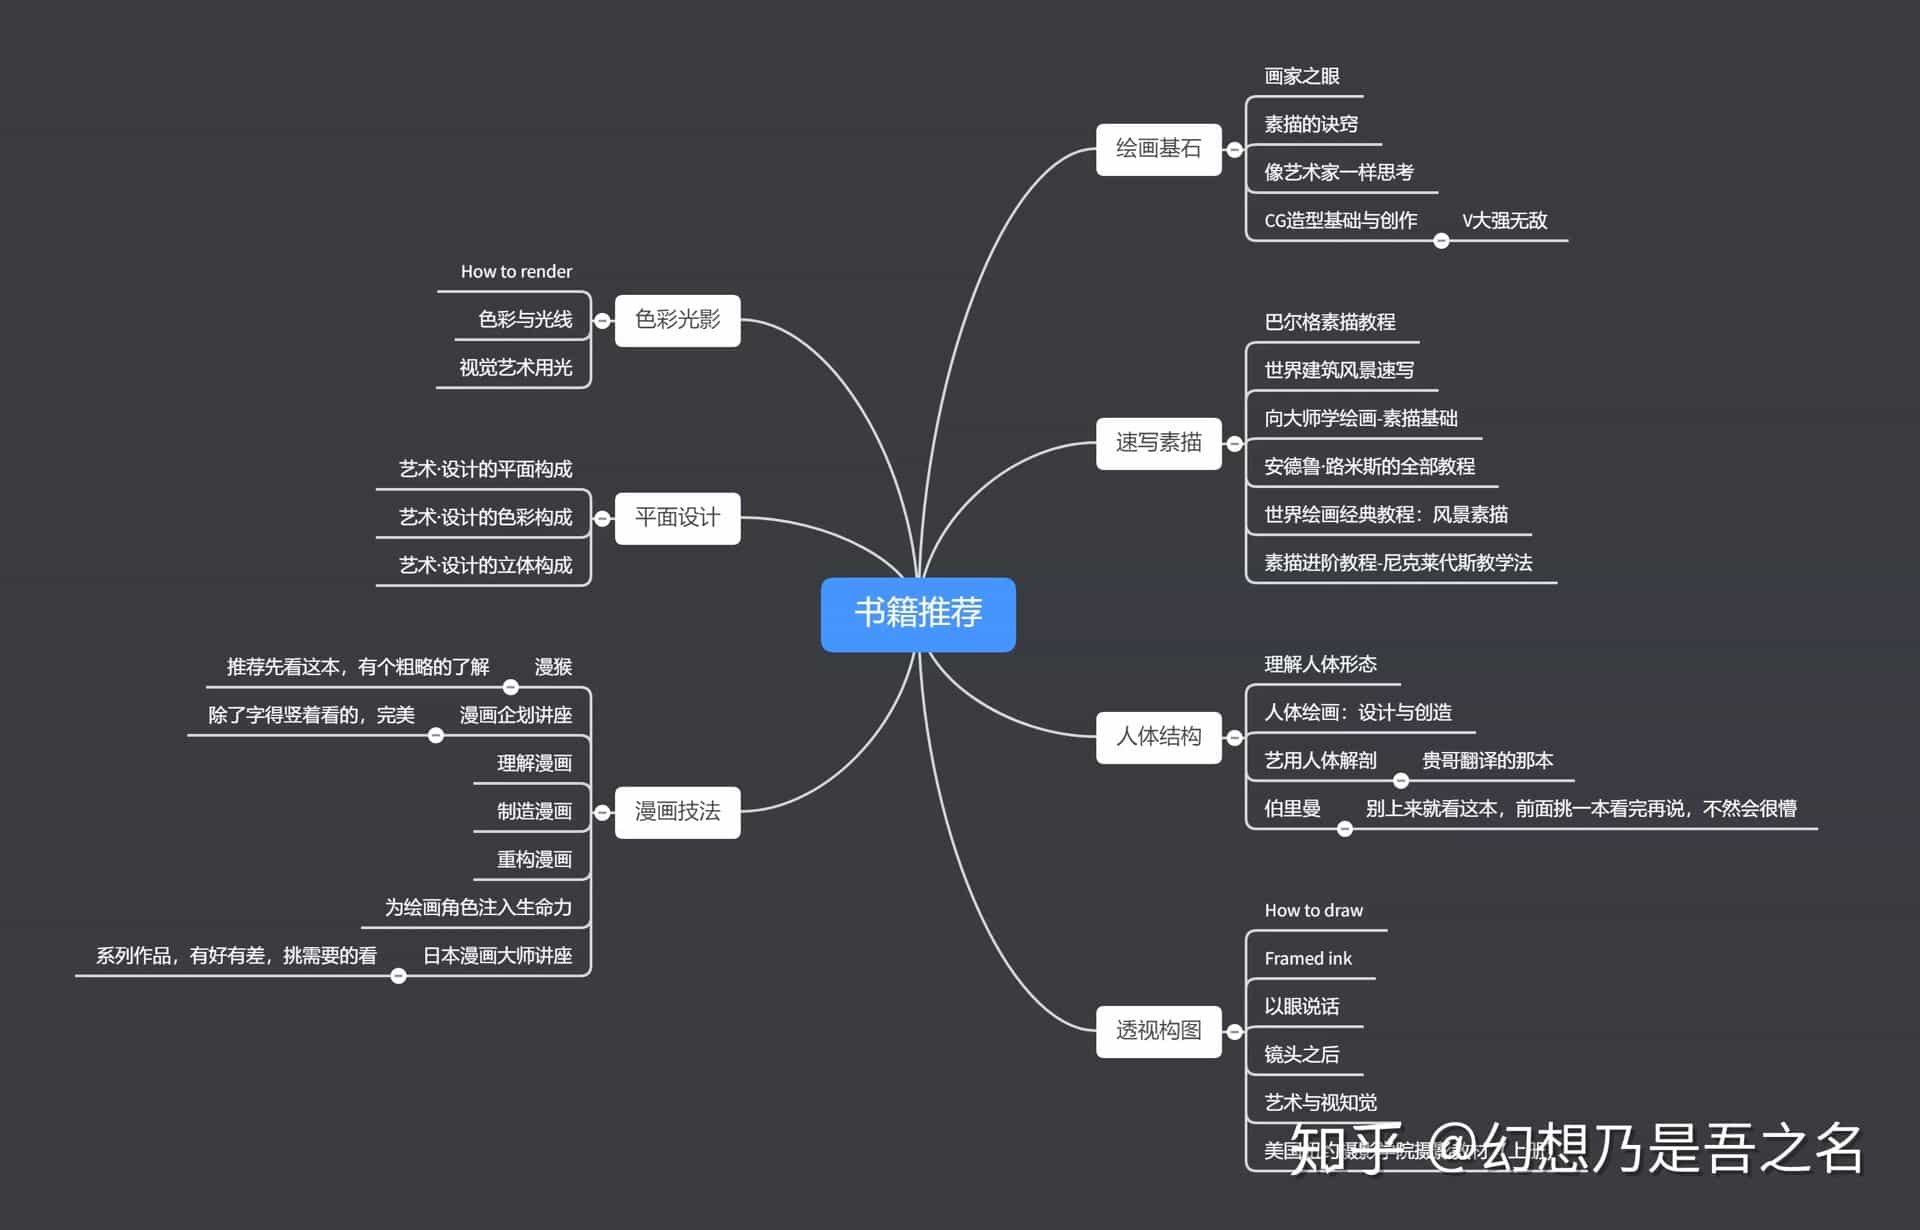 书籍推荐
绘画基石
画家之眼
素描的诀窍
像艺术家一样思考
CG造型基础与创作 V大强无敌
速写素描
巴尔格素描教程
世界建筑风景速写
向大师学绘画-素描基础
安德鲁·路米斯的全部教程
世界绘画经典教程：风景素描
素描进阶教程-尼克莱代斯教学法
人体结构
理解人体形态
人体绘画：设计与创造
艺用人体解剖 贵哥翻译的那本
伯里曼 别上来就看这本，前面挑一本看完再说，不然会很懵
透视构图
How to draw
Framed ink
以眼说话
镜头之后
艺术与视知觉
美国纽约摄影学院摄影教材（上册）
色彩光影
How to render
色彩与光线
视觉艺术用光
平面设计
艺术·设计的平面构成
艺术·设计的色彩构成
艺术·设计的立体构成
漫画技法
推荐先看这本，有个粗略的了解 漫猴
除了字得竖着看的，完美 漫画企划讲座
理解漫画
制造漫画
重构漫画
为绘画角色注入生命力
系列作品，有好有差，挑需要的看 日本漫画大师讲座
知乎 @幻想乃是吾之名